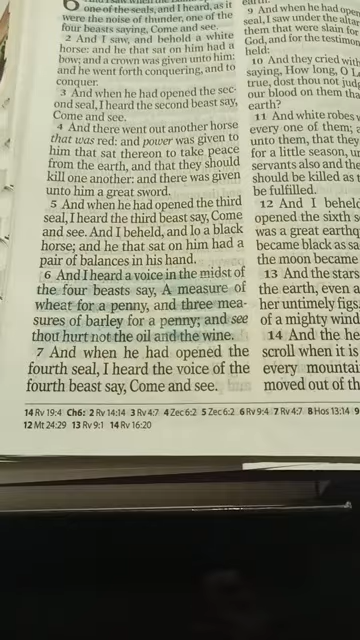 6 And I saw when the Lamb opened
one of the seals, and I heard, as it
were the noise of thunder, one of the
four beasts saying, Come and see.
2 And I saw, and behold a white
horse: and he that sat on him had a
bow; and a crown was given unto him:
and he went forth conquering, and to
conquer.
3 And when he had opened the sec-
ond seal, I heard the second beast say,
Come and see.
4 And there went out another horse
that was red: and power was given to
him that sat thereon to take peace
from the earth, and that they should
kill one another: and there was given
unto him a great sword.
5 And when he had opened the third
seal, I heard the third beast say, Come
and see. And I beheld, and lo a black
horse; and he that sat on him had a
pair of balances in his hand.
6 And I heard a voice in the midst of
the four beasts say, A measure of
wheat for a penny, and three mea-
sures of barley for a penny; and see
thou hurt not the oil and the wine.
7 And when he had opened the
fourth seal, I heard the voice of the
fourth beast say, Come and see.
earth.
9 And when he had open
seal, I saw under the altar
them that were slain for
God, and for the testimon
held:
10 And they cried with
saying, How long, O L
true, dost thou not judg
our blood on them tha
earth?
11 And white robes
every one of them;
unto them, that they
for a little season, un
servants also and the
should be killed as t
be fulfilled.
12 And I beheld
opened the sixth s
was a great earthq
became black as sa
the moon became
13 And the stars
the earth, even a
her untimely figs
of a mighty wind
14 And the he
scroll when it is
every mountai
moved out of th
14 Rv 19:4 Ch6: 2 Rv 14:14 3 Rv 4:7 4 Zec 6:2 5 Zec 6:2 6 Rv 9:4 7 Rv 4:7 8 Hos 13:14 9
12 Mt 24:29 13 Rv 9:1 14 Rv 16:20